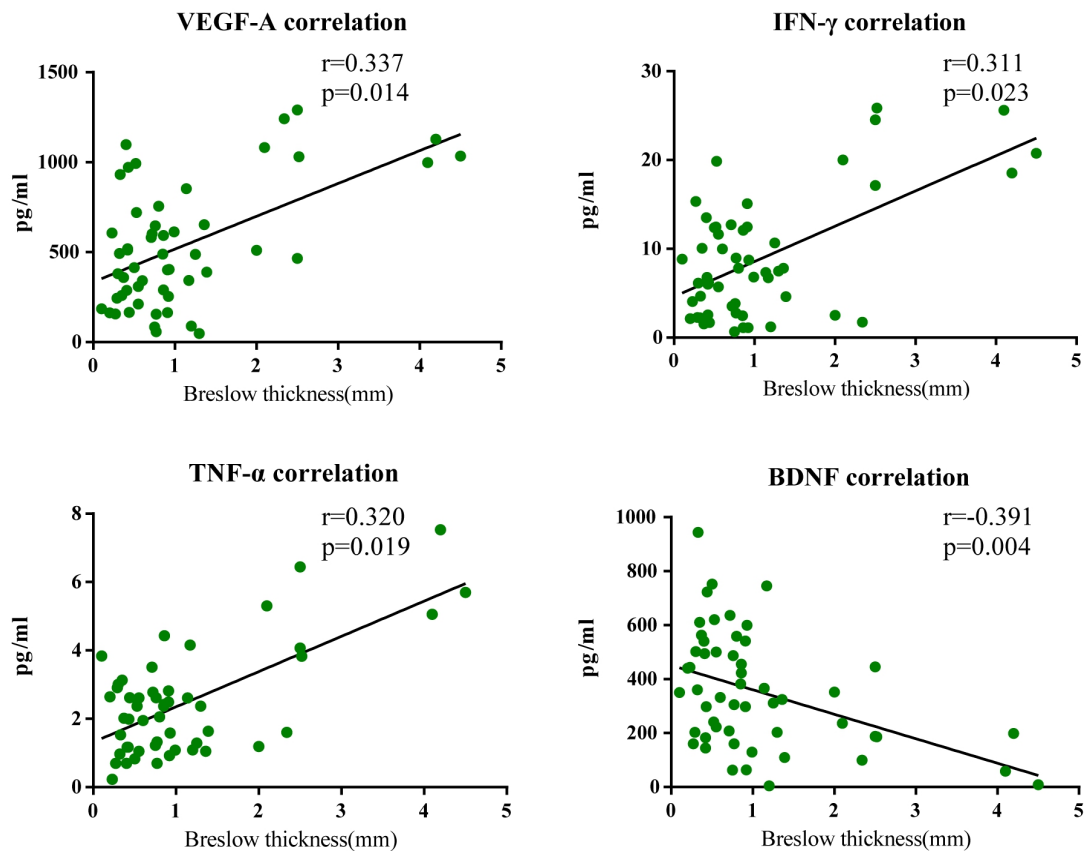 VEGF-A correlation
r=0.337
p=0.014
1500
1000
500
0
pg/ml
0 1 2 3 4 5
Breslow thickness(mm)
IFN-γ correlation
r=0.311
p=0.023
30
20
10
0
pg/ml
0 1 2 3 4 5
Breslow thickness(mm)
TNF-α correlation
r=0.320
p=0.019
8
6
4
2
0
pg/ml
0 1 2 3 4 5
Breslow thickness(mm)
BDNF correlation
r=-0.391
p=0.004
1000
800
600
400
200
0
pg/ml
0 1 2 3 4 5
Breslow thickness(mm)